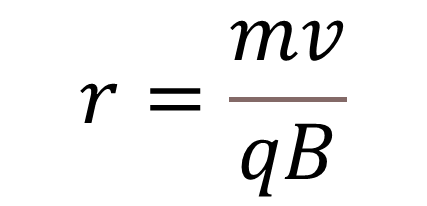 r = mv / qB